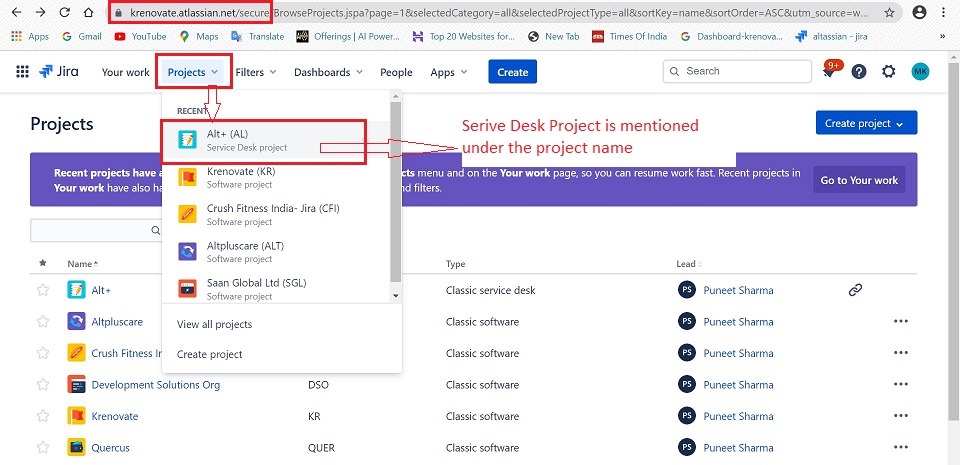 krenovate.atlassian.net/secure/BrowseProjects.jspa?page=1&selectedCategory=all&selectedProjectType=all&sortKey=name&sortOrder=ASC&utm_source=w...
Apps Gmail YouTube Maps Translate Offerings | AI Power... Top 20 Websites for... New Tab Times Of India Dashboard-krenova... altassian - jira
Jira Your work Projects Filters Dashboards People Apps Create Search 9+ ? MK
RECENT
Projects
Alt+ (AL)
Service Desk project
Serive Desk Project is mentioned
under the project name
Create project
Recent projects have a
cts menu and on the Your work page, so you can resume work fast. Recent projects in
Your work have also ha
nd filters.
Go to Your work
Krenovate (KR)
Software project
Crush Fitness India- Jira (CFI)
Software project
Altpluscare (ALT)
Software project
Saan Global Ltd (SGL)
Software project
View all projects
Create project
Name Type Lead
Alt+ Classic service desk PS Puneet Sharma
Altpluscare Classic software PS Puneet Sharma
Crush Fitness In Classic software PS Puneet Sharma
Development Solutions Org DSO Classic software PS Puneet Sharma
Krenovate KR Classic software PS Puneet Sharma
Quercus QUER Classic software PS Puneet Sharma